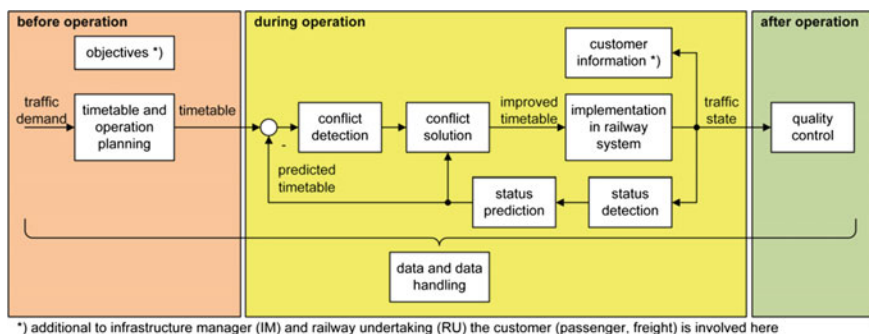 before operation
during operation
after operation
objectives *)
customer
information *)
traffic
demand
timetable and
operation
planning
timetable
conflict
detection
conflict
solution
improved
timetable
implementation
in railway
system
traffic
state
quality
control
-
predicted
timetable
status
prediction
status
detection
data and data
handling
*) additional to infrastructure manager (IM) and railway undertaking (RU) the customer (passenger, freight) is involved here